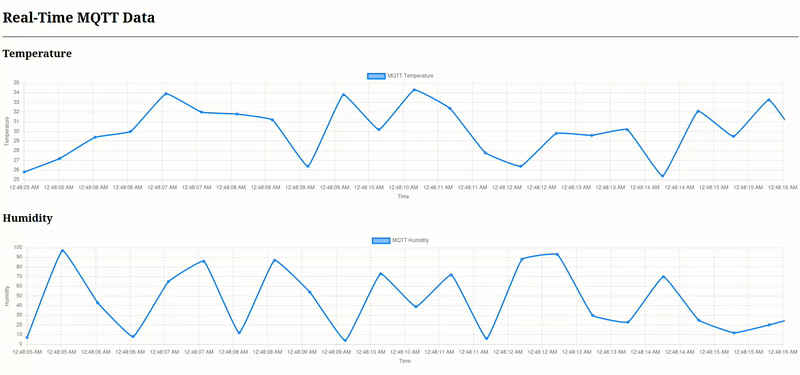 Real-Time MQTT Data
Temperature
MQTT Temperature
35
34
33
32
31
30
29
28
27
26
25
Temperature
12:48:05 AM 12:48:05 AM 12:48:06 AM 12:48:06 AM 12:48:07 AM 12:48:07 AM 12:48:08 AM 12:48:08 AM 12:48:09 AM 12:48:09 AM 12:48:10 AM 12:48:10 AM 12:48:11 AM 12:48:11 AM 12:48:12 AM 12:48:12 AM 12:48:13 AM 12:48:13 AM 12:48:14 AM 12:48:14 AM 12:48:15 AM 12:48:15 AM 12:48:16 AM
Time
Humidity
MQTT Humidity
100
90
80
70
60
50
40
30
20
10
0
Humidity
12:48:05 AM 12:48:05 AM 12:48:06 AM 12:48:06 AM 12:48:07 AM 12:48:07 AM 12:48:08 AM 12:48:08 AM 12:48:09 AM 12:48:09 AM 12:48:10 AM 12:48:10 AM 12:48:11 AM 12:48:11 AM 12:48:12 AM 12:48:12 AM 12:48:13 AM 12:48:13 AM 12:48:14 AM 12:48:14 AM 12:48:15 AM 12:48:15 AM 12:48:16 AM
Time